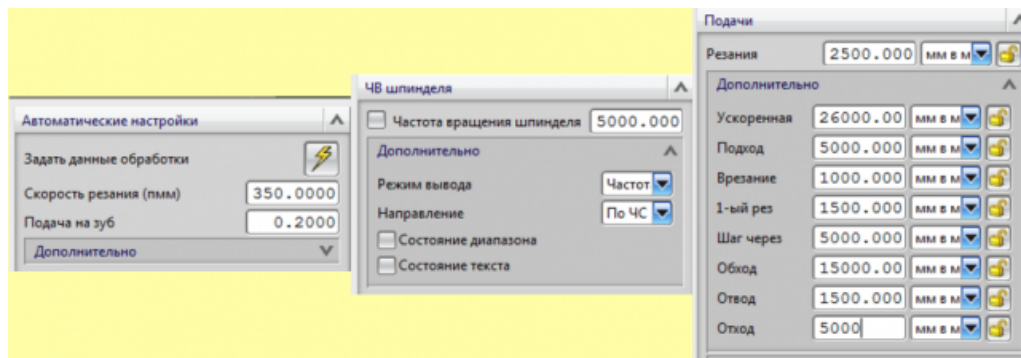 Автоматические настройки
Задать данные обработки
Скорость резания (пмм) 350.0000
Подача на зуб 0.2000
Дополнительно
ЧВ шпинделя
Частота вращения шпинделя 5000.000
Дополнительно
Режим вывода Частот
Направление По ЧС
Состояние диапазона
Состояние текста
Подачи
Резания 2500.000 мм в м
Дополнительно
Ускоренная 26000.00 мм в м
Подход 5000.000 мм в м
Врезание 1000.000 мм в м
1-ый рез 1500.000 мм в м
Шаг через 5000.000 мм в м
Обход 15000.00 мм в м
Отвод 1500.000 мм в м
Отход 5000 мм в м